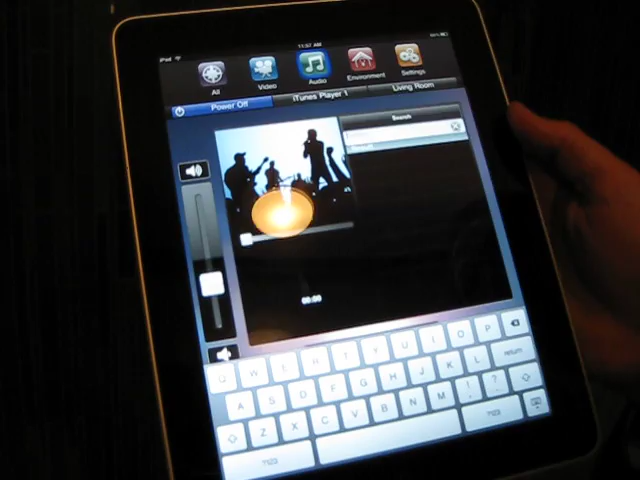 iPad 11:57 AM
All Video Audio Environment Settings
Power Off iTunes Player 1 Living Room
Search
00:00
Q W E R T Y U I O P
A S D F G H J K L return
Z X C V B N M ! , ? .
.?123 .?123